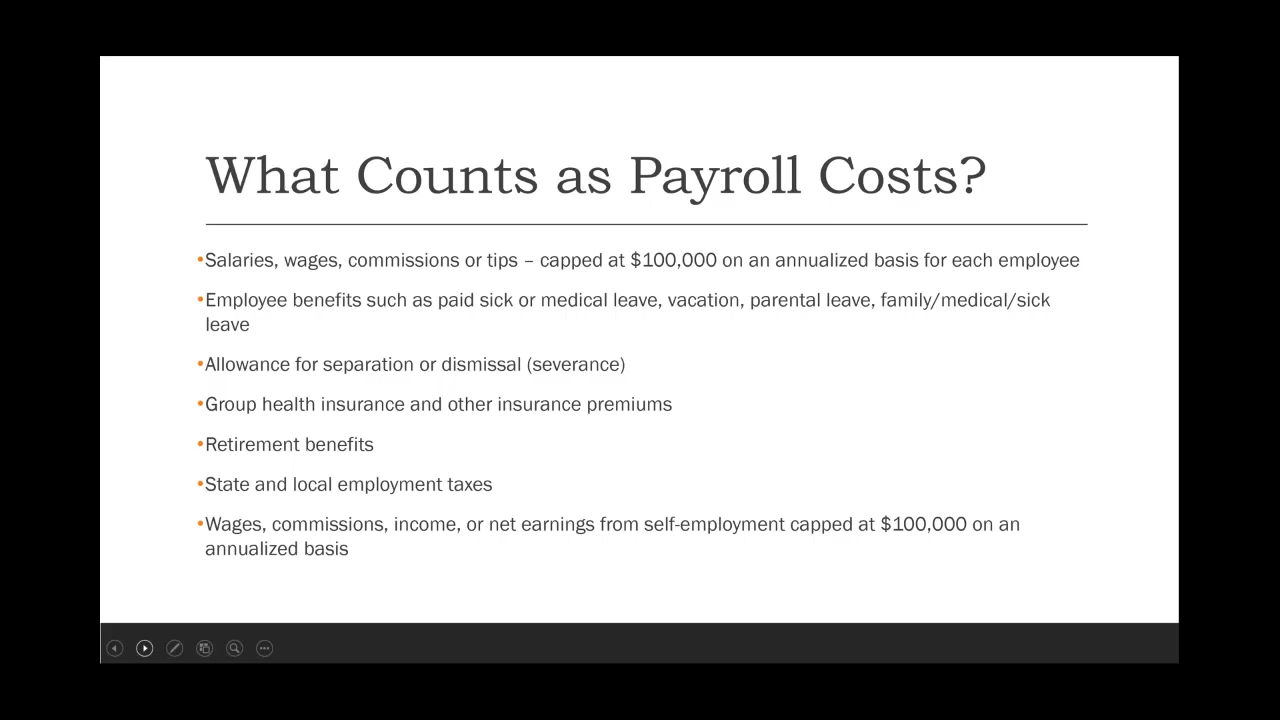 What Counts as Payroll Costs?
•Salaries, wages, commissions or tips – capped at $100,000 on an annualized basis for each employee
•Employee benefits such as paid sick or medical leave, vacation, parental leave, family/medical/sick
leave
•Allowance for separation or dismissal (severance)
•Group health insurance and other insurance premiums
•Retirement benefits
•State and local employment taxes
•Wages, commissions, income, or net earnings from self-employment capped at $100,000 on an
annualized basis